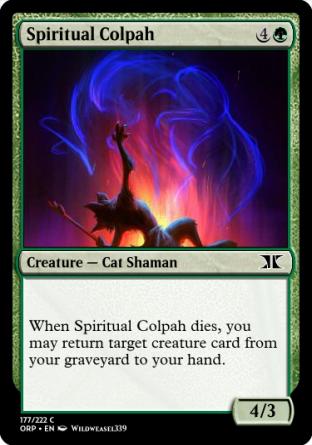 Spiritual Colpah 4
Creature — Cat Shaman
When Spiritual Colpah dies, you
may return target creature card from
your graveyard to your hand.
4/3
177/222 C
ORP • EN WILDWEASEL339